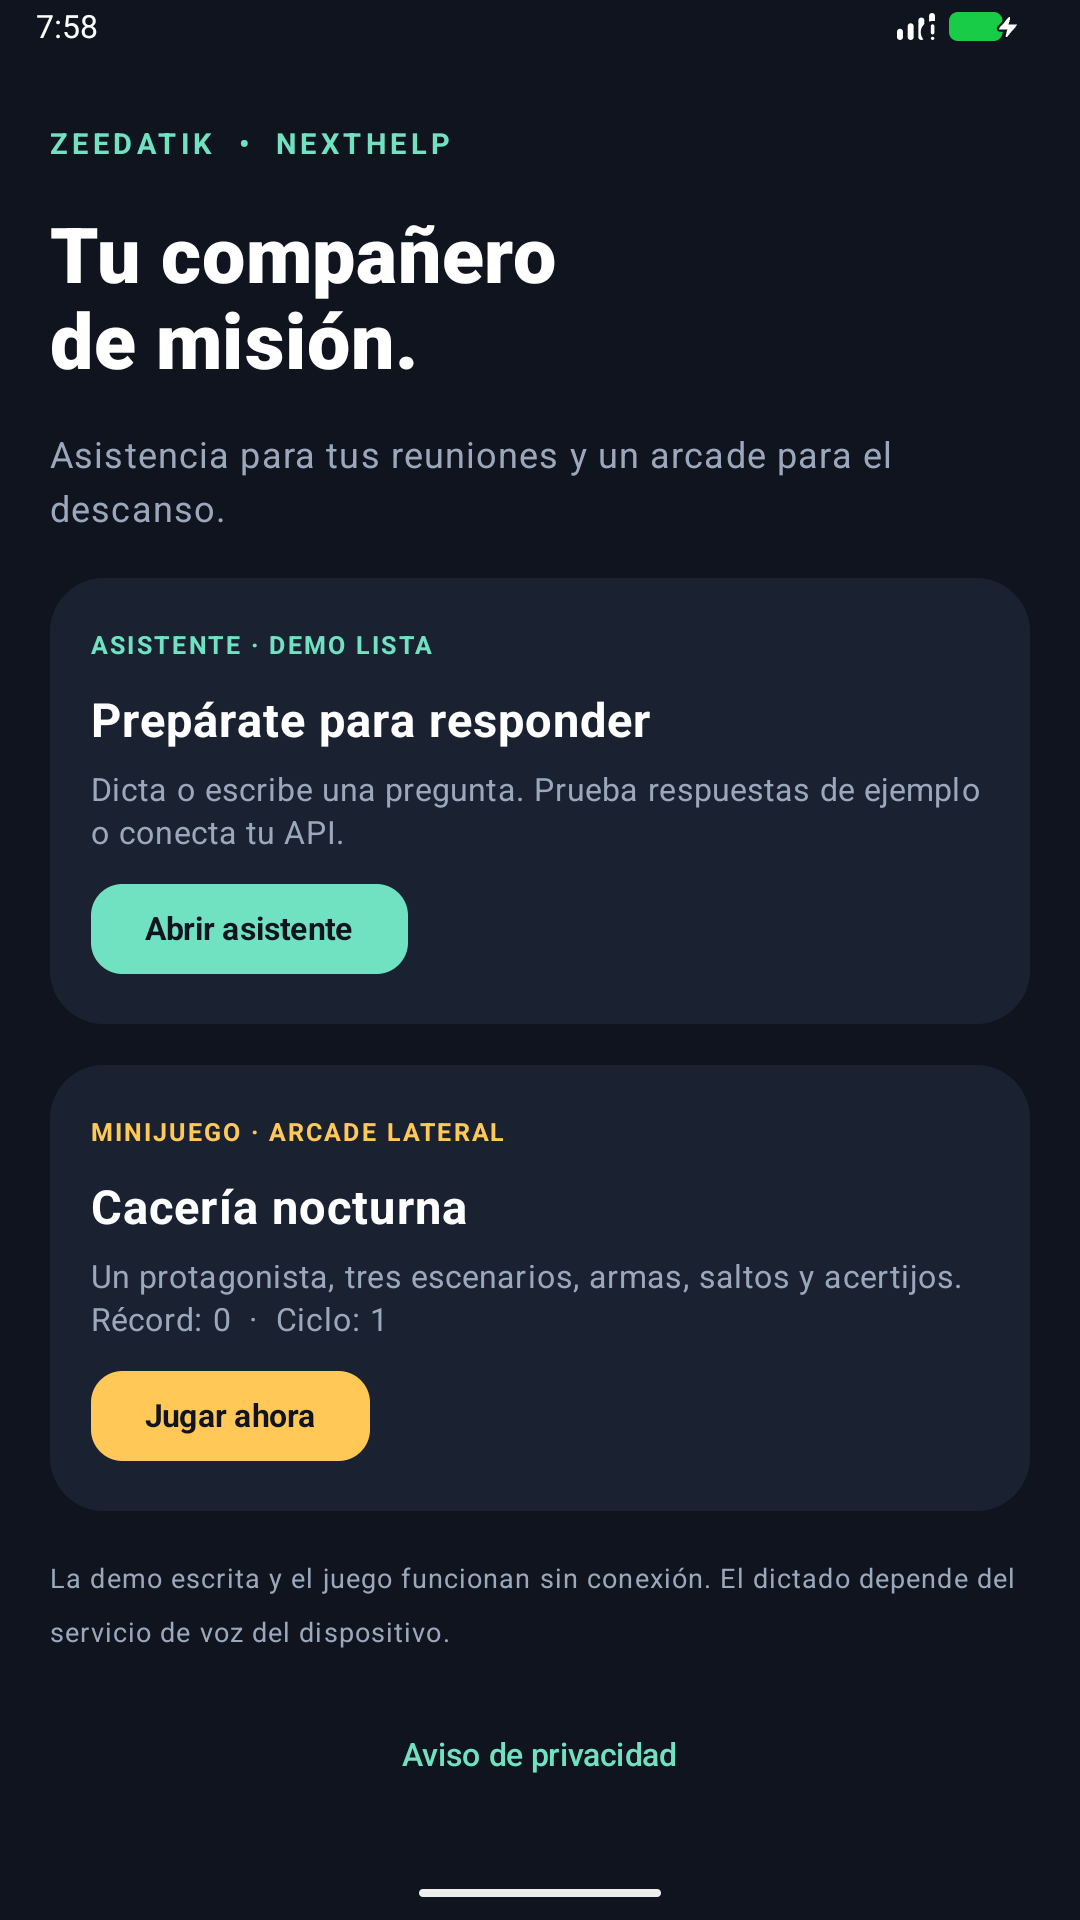 7:58
ZEEDATIK • NEXTHELP
Tu compañero
de misión.
Asistencia para tus reuniones y un arcade para el
descanso.
ASISTENTE · DEMO LISTA
Prepárate para responder
Dicta o escribe una pregunta. Prueba respuestas de ejemplo
o conecta tu API.
Abrir asistente
MINIJUEGO · ARCADE LATERAL
Cacería nocturna
Un protagonista, tres escenarios, armas, saltos y acertijos.
Récord: 0 · Ciclo: 1
Jugar ahora
La demo escrita y el juego funcionan sin conexión. El dictado depende del
servicio de voz del dispositivo.
Aviso de privacidad